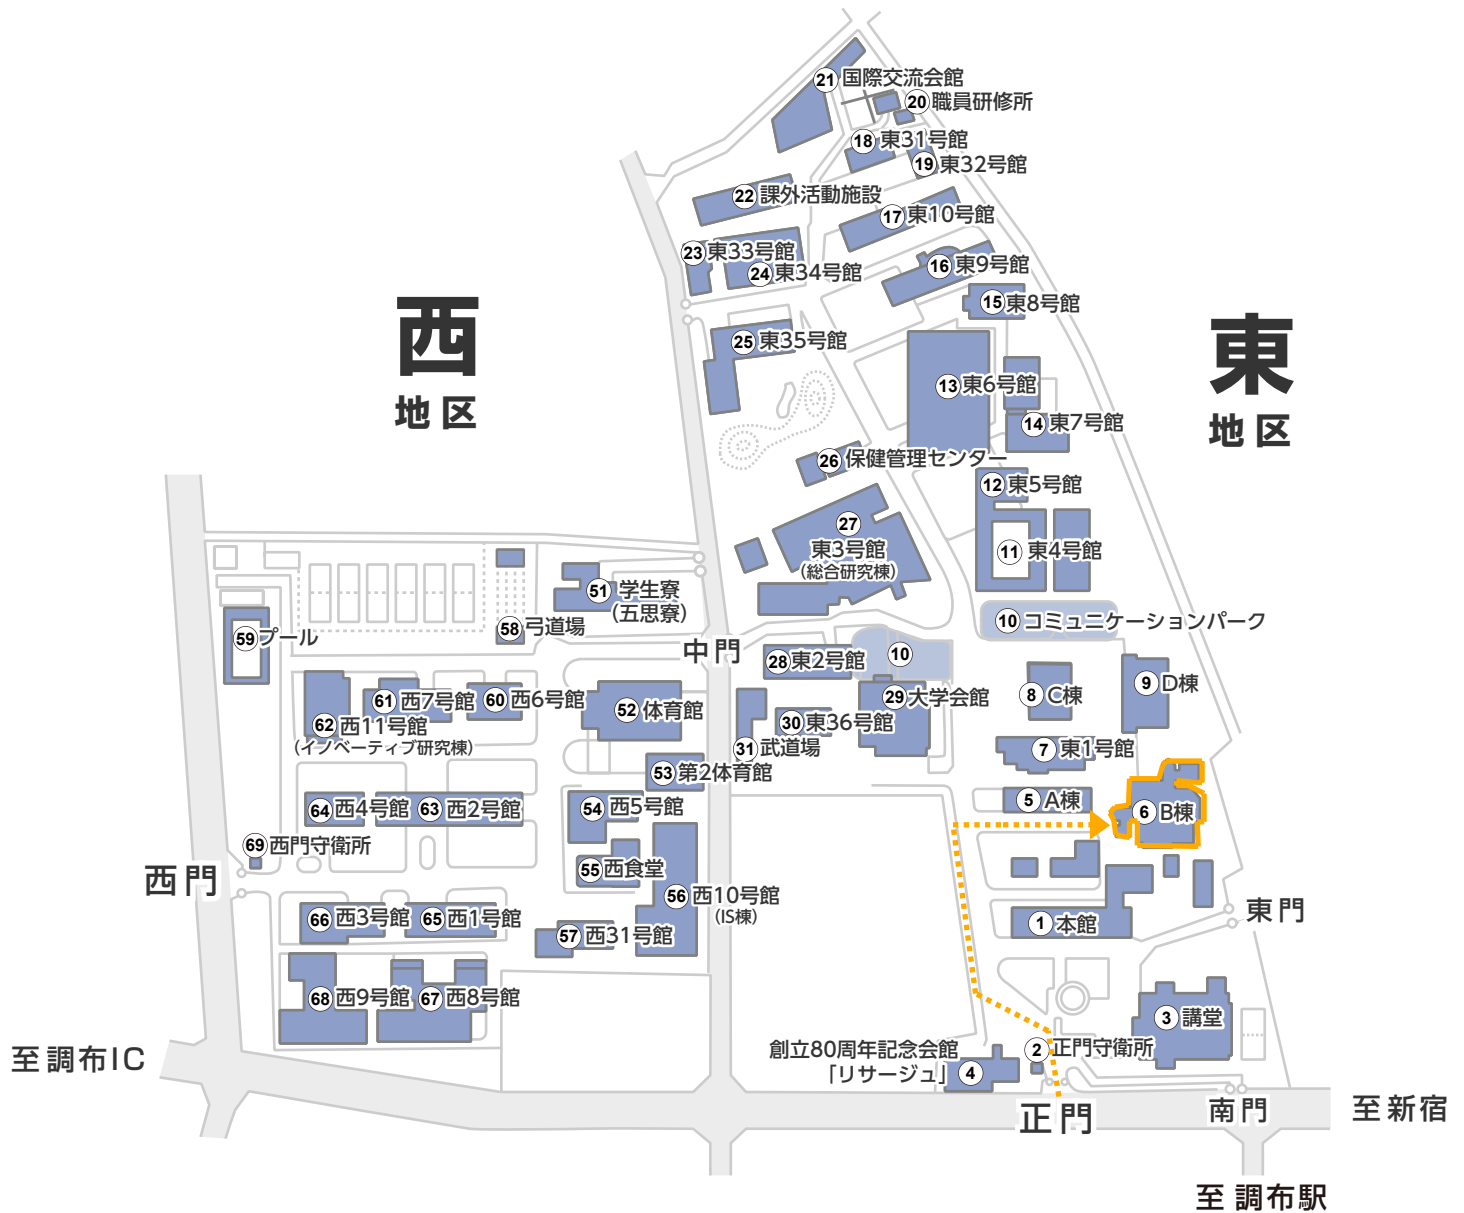 21 国際交流会館
20 職員研修所
18 東31号館
19 東32号館
22 課外活動施設
17 東10号館
23 東33号館
24 東34号館
16 東9号館
15 東8号館
西
地区
東
地区
25 東35号館
13 東6号館
14 東7号館
26 保健管理センター
12 東5号館
27
東3号館
(総合研究棟)
11 東4号館
51 学生寮
(五思寮)
10 コミュニケーションパーク
58 弓道場
59 プール
中門
28 東2号館
10
9 D棟
8 C棟
29 大学会館
62 西11号館
(イノベーティブ研究棟)
61 西7号館
60 西6号館
52 体育館
30 東36号館
31 武道場
7 東1号館
53 第2体育館
5 A棟
6 B棟
64 西4号館
63 西2号館
54 西5号館
69 西門守衛所
55 西食堂
西門
56 西10号館
(IS棟)
東門
66 西3号館
65 西1号館
57 西31号館
1 本館
68 西9号館
67 西8号館
3 講堂
2 正門守衛所
創立80周年記念会館
「リサージュ」
4
至調布IC
正門
南門
至新宿
至 調布駅